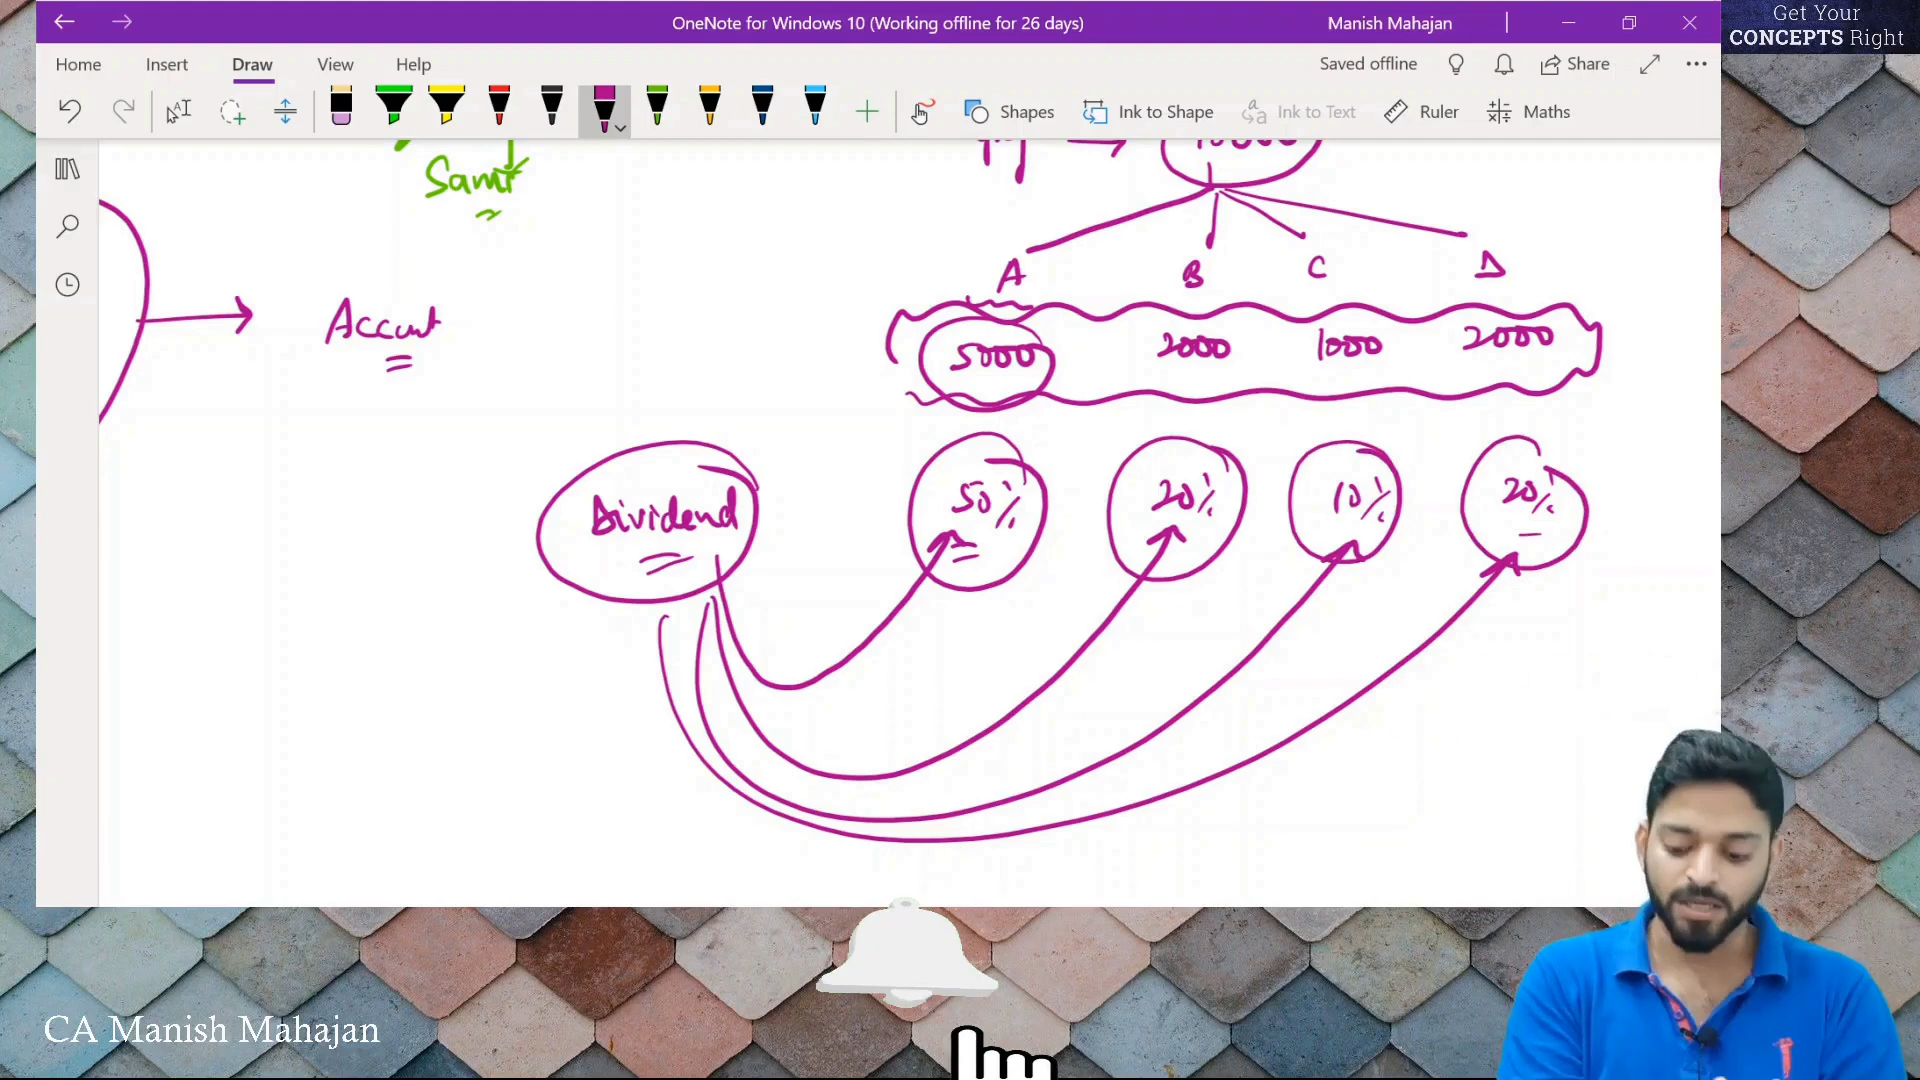 OneNote for Windows 10 (Working offline for 26 days)
Manish Mahajan
Get Your
CONCEPTS Right
Home Insert Draw View Help
Saved offline
Share
Shapes Ink to Shape Ink to Text Ruler Maths
10000
A B C D
Account
5000 2000 1000 2000
Dividend 50% 20% 10% 20%
CA Manish Mahajan